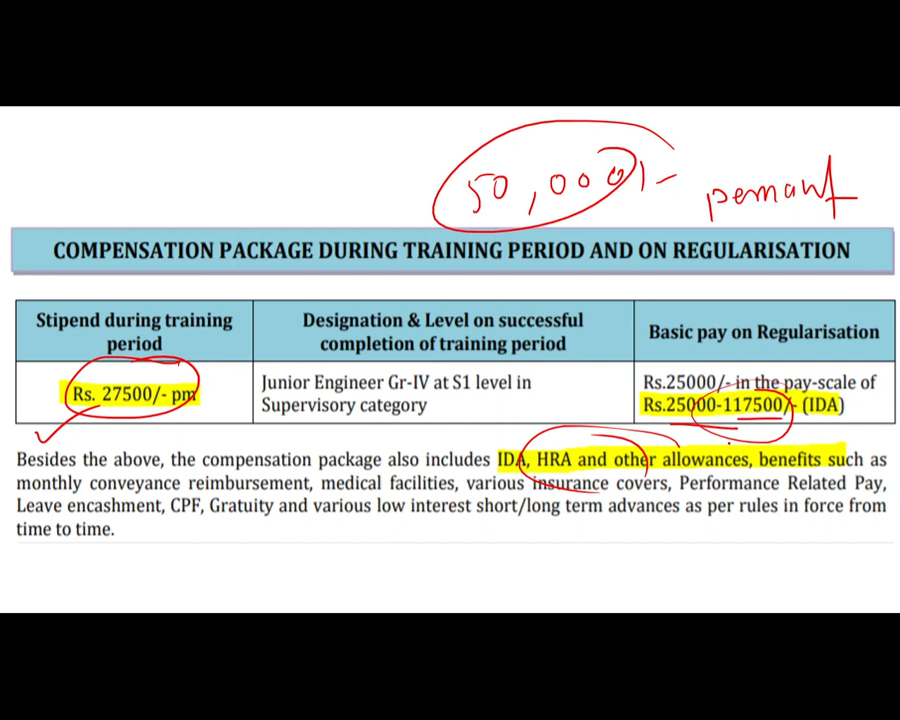 50,000/-
pemant
COMPENSATION PACKAGE DURING TRAINING PERIOD AND ON REGULARISATION
Stipend during training
period
Designation & Level on successful
completion of training period
Basic pay on Regularisation
Rs. 27500/- pm
Junior Engineer Gr-IV at S1 level in
Supervisory category
Rs.25000/- in the pay-scale of
Rs.25000-117500/- (IDA)
Besides the above, the compensation package also includes IDA, HRA and other allowances, benefits such as
monthly conveyance reimbursement, medical facilities, various insurance covers, Performance Related Pay,
Leave encashment, CPF, Gratuity and various low interest short/long term advances as per rules in force from
time to time.